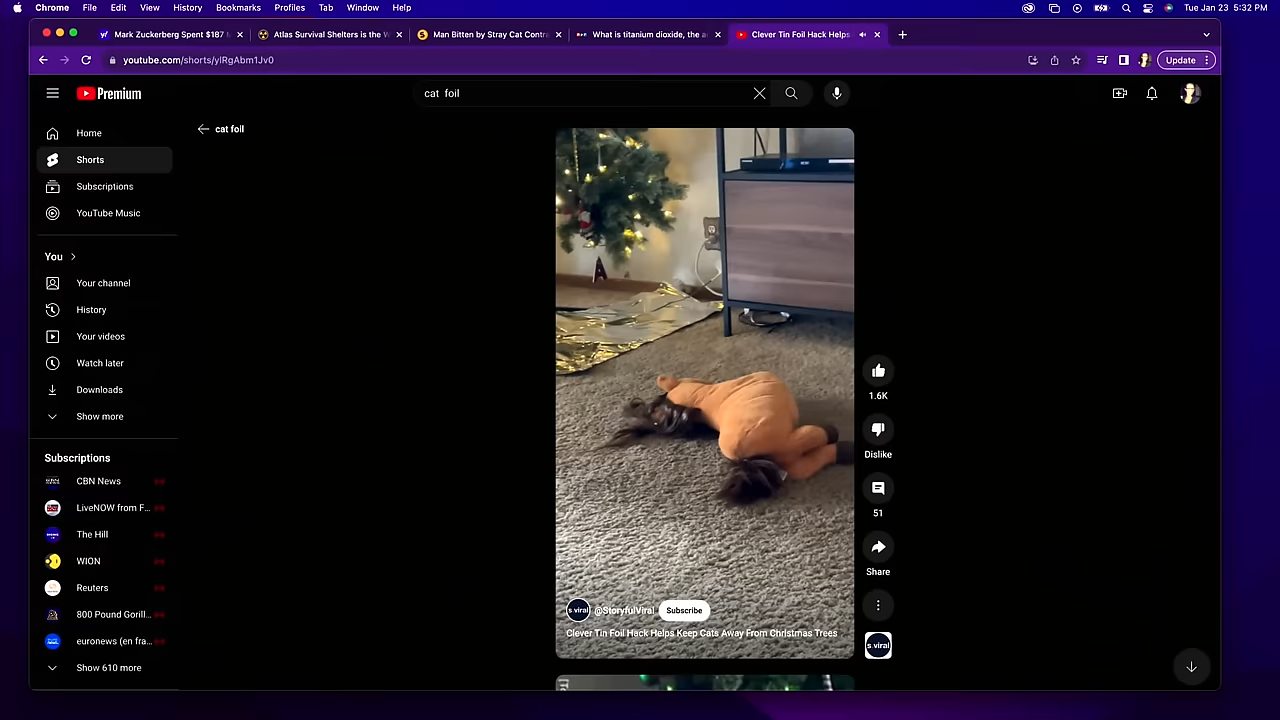 Chrome File Edit View History Bookmarks Profiles Tab Window Help
Tue Jan 23 5:32 PM
Mark Zuckerberg Spent $187
Atlas Survival Shelters is the
Man Bitten by Stray Cat Contra
What is titanium dioxide, the a
Clever Tin Foil Hack Helps
youtube.com/shorts/ylRgAbm1Jv0
Update
Premium
cat foil
cat foil
Home
Shorts
Subscriptions
YouTube Music
You
Your channel
History
Your videos
Watch later
Downloads
Show more
Subscriptions
CBN News
LiveNOW from F...
The Hill
WION
Reuters
800 Pound Gorill...
euronews (en fra...
Show 610 more
1.6K
Dislike
51
Share
s.viral
s.viral @StoryfulViral Subscribe
Clever Tin Foil Hack Helps Keep Cats Away From Christmas Trees